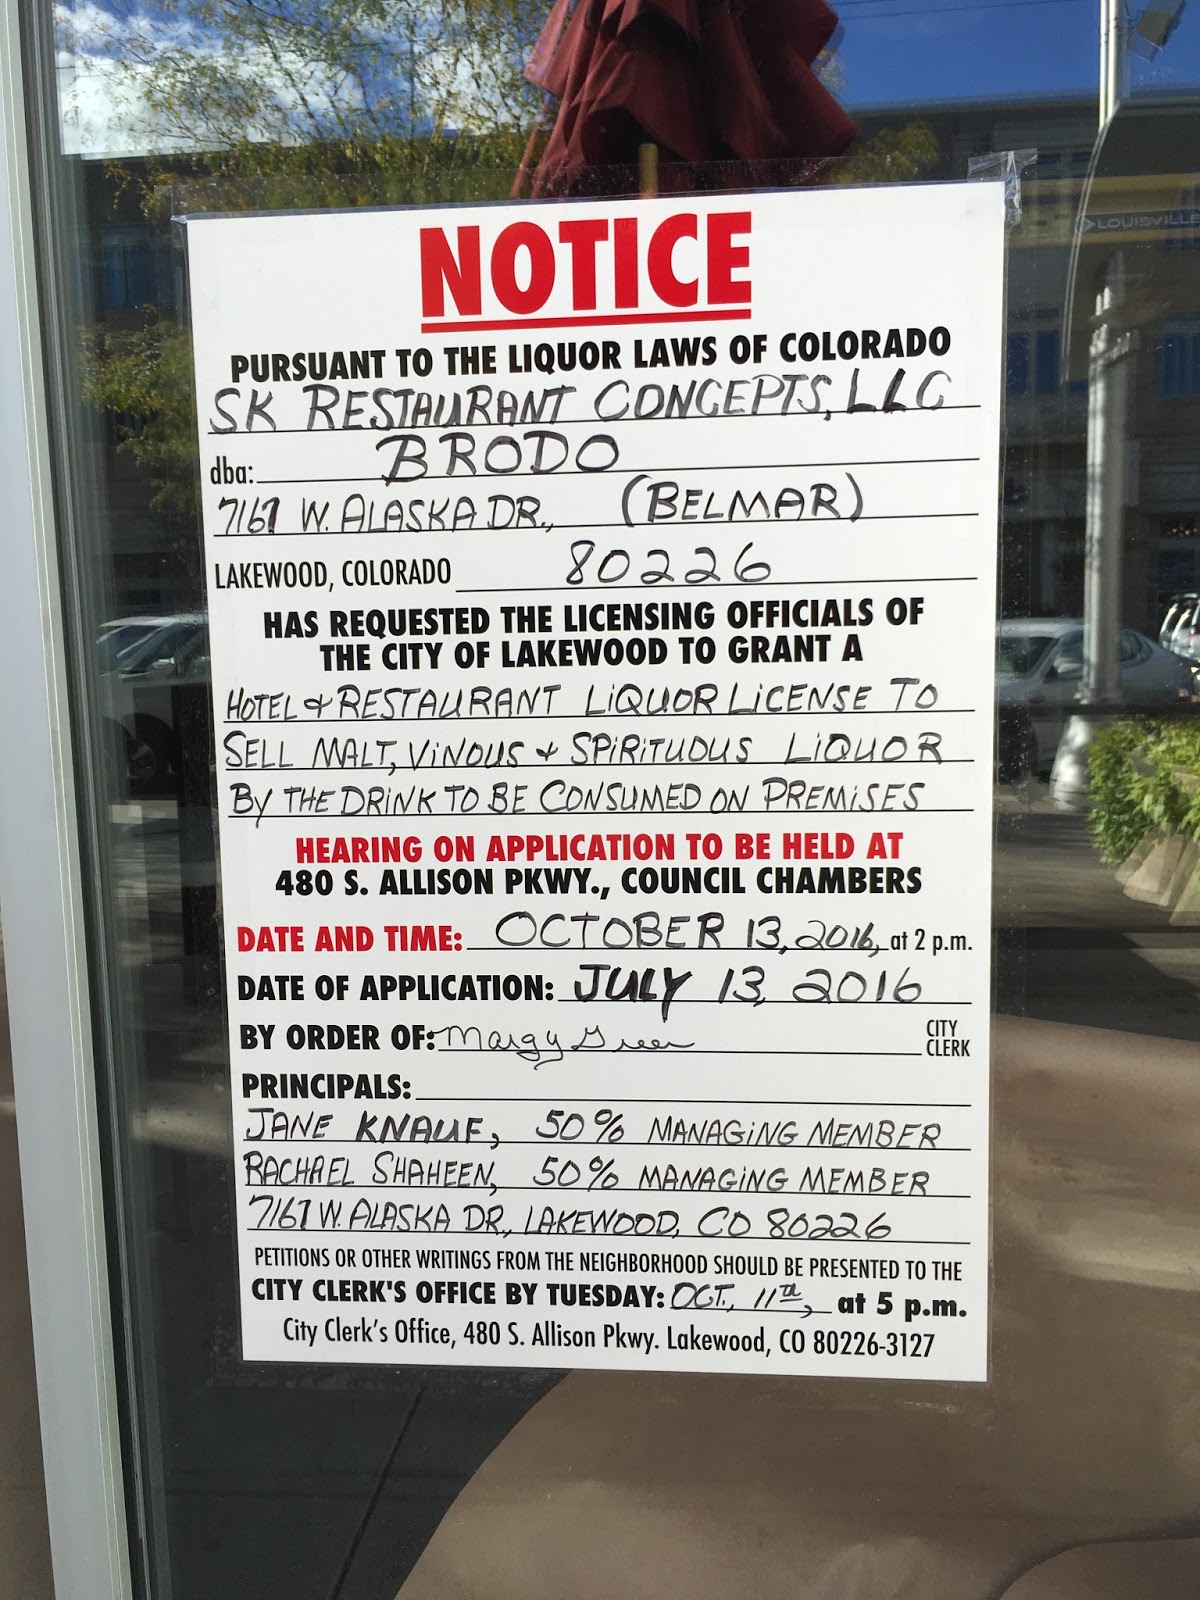 LOUISVILLE
NOTICE
PURSUANT TO THE LIQUOR LAWS OF COLORADO
SK RESTAURANT CONCEPTS, LLC
dba: BRODO
7167 W. ALASKA DR., (BELMAR)
LAKEWOOD, COLORADO 80226
HAS REQUESTED THE LICENSING OFFICIALS OF
THE CITY OF LAKEWOOD TO GRANT A
HOTEL & RESTAURANT LIQUOR LICENSE TO
SELL MALT, VINOUS & SPIRITUOUS LIQUOR
BY THE DRINK TO BE CONSUMED ON PREMISES
HEARING ON APPLICATION TO BE HELD AT
480 S. ALLISON PKWY., COUNCIL CHAMBERS
DATE AND TIME: OCTOBER 13, 2016, at 2 p.m.
DATE OF APPLICATION: JULY 13, 2016
BY ORDER OF: Margy Greer CITY CLERK
PRINCIPALS:
JANE KNAUF, 50% MANAGING MEMBER
RACHAEL SHAHEEN, 50% MANAGING MEMBER
7167 W. ALASKA DR., LAKEWOOD, CO 80226
PETITIONS OR OTHER WRITINGS FROM THE NEIGHBORHOOD SHOULD BE PRESENTED TO THE
CITY CLERK'S OFFICE BY TUESDAY: OCT. 11th, at 5 p.m.
City Clerk's Office, 480 S. Allison Pkwy. Lakewood, CO 80226-3127